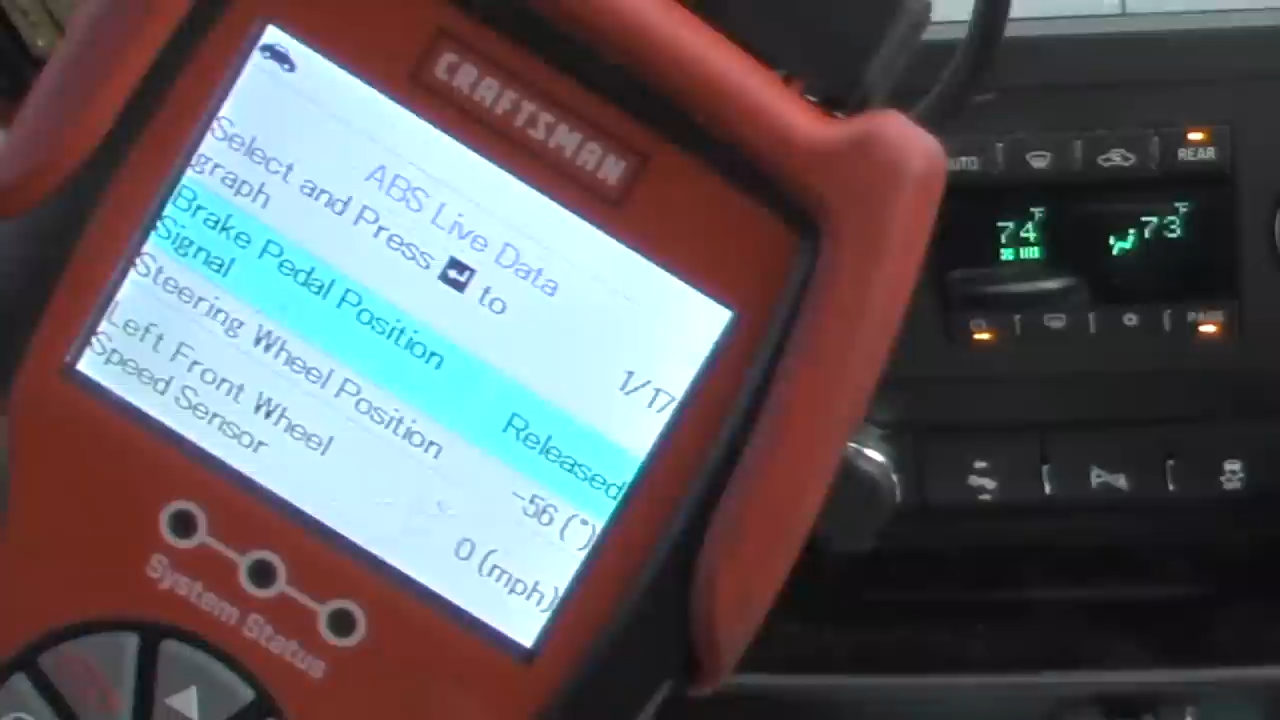 CRAFTSMAN
ABS Live Data
Select and Press to
graph
1/17
Brake Pedal Position
Signal
Released
Steering Wheel Position
-56 (°)
Left Front Wheel
Speed Sensor
0 (mph)
System Status
AUTO
REAR
74°F
73°F
PASS